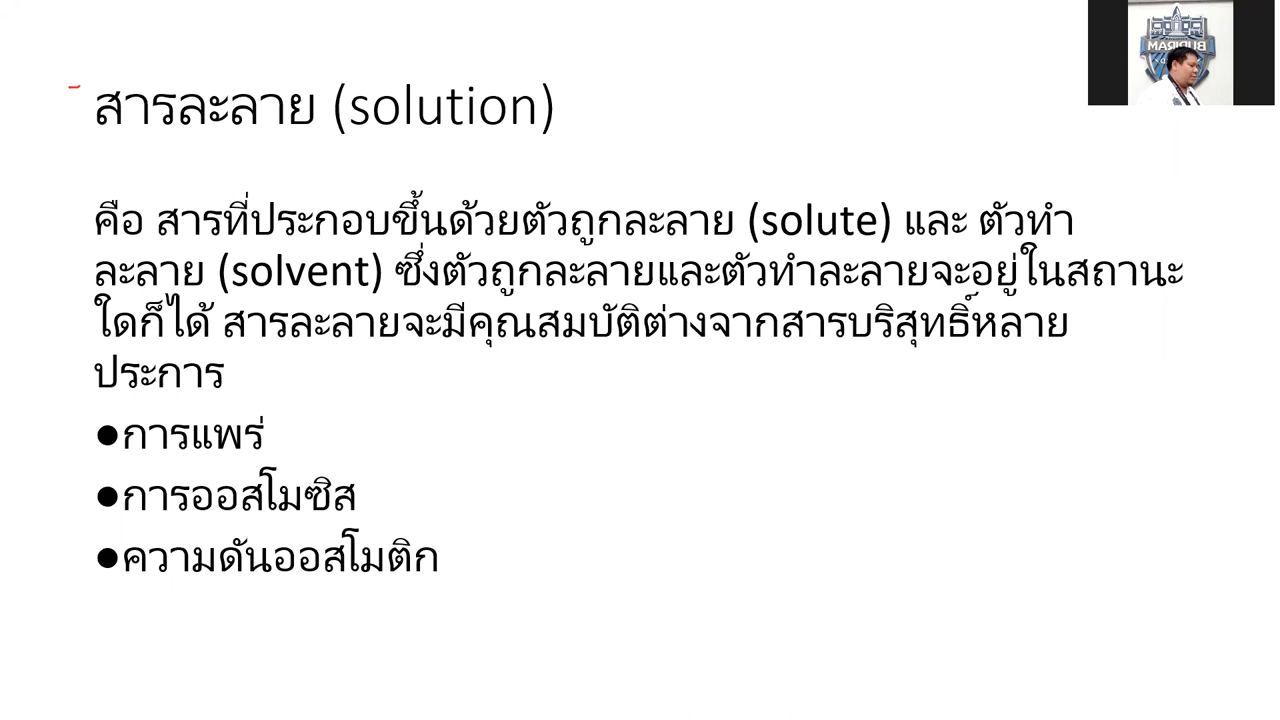 สารละลาย (solution)
คือ สารที่ประกอบขึ้นด้วยตัวถูกละลาย (solute) และ ตัวทำ
ละลาย (solvent) ซึ่งตัวถูกละลายและตัวทำละลายจะอยู่ในสถานะ
ใดก็ได้ สารละลายจะมีคุณสมบัติต่างจากสารบริสุทธิ์หลาย
ประการ
●การแพร่
●การออสโมซิส
●ความดันออสโมติก
BURIRAM